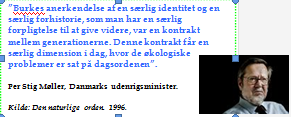 ”Burkes anerkendelse af en særlig identitet og en
særlig forhistorie, som man har en særlig
forpligtelse til at give videre, var en kontrakt
mellem generationerne. Denne kontrakt får en
særlig dimension i dag, hvor de økologiske
problemer er sat på dagsordenen”.
Per Stig Møller, Danmarks udenrigsminister.
Kilde: Den naturlige orden. 1996.